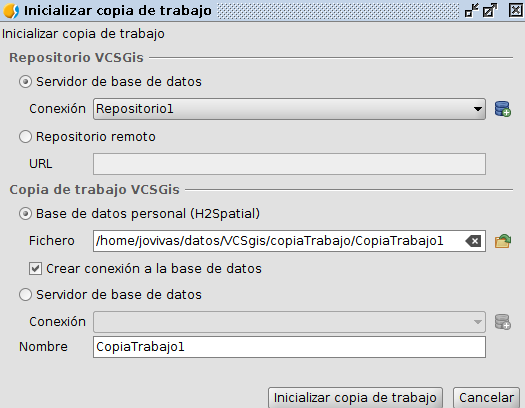 Inicializar copia de trabajo
Inicializar copia de trabajo
Repositorio VCSGis
Servidor de base de datos
Conexión Repositorio1
Repositorio remoto
URL
Copia de trabajo VCSGis
Base de datos personal (H2Spatial)
Fichero /home/jovivas/datos/VCSgis/copiaTrabajo/CopiaTrabajo1
Crear conexión a la base de datos
Servidor de base de datos
Conexión
Nombre CopiaTrabajo1
Inicializar copia de trabajo Cancelar